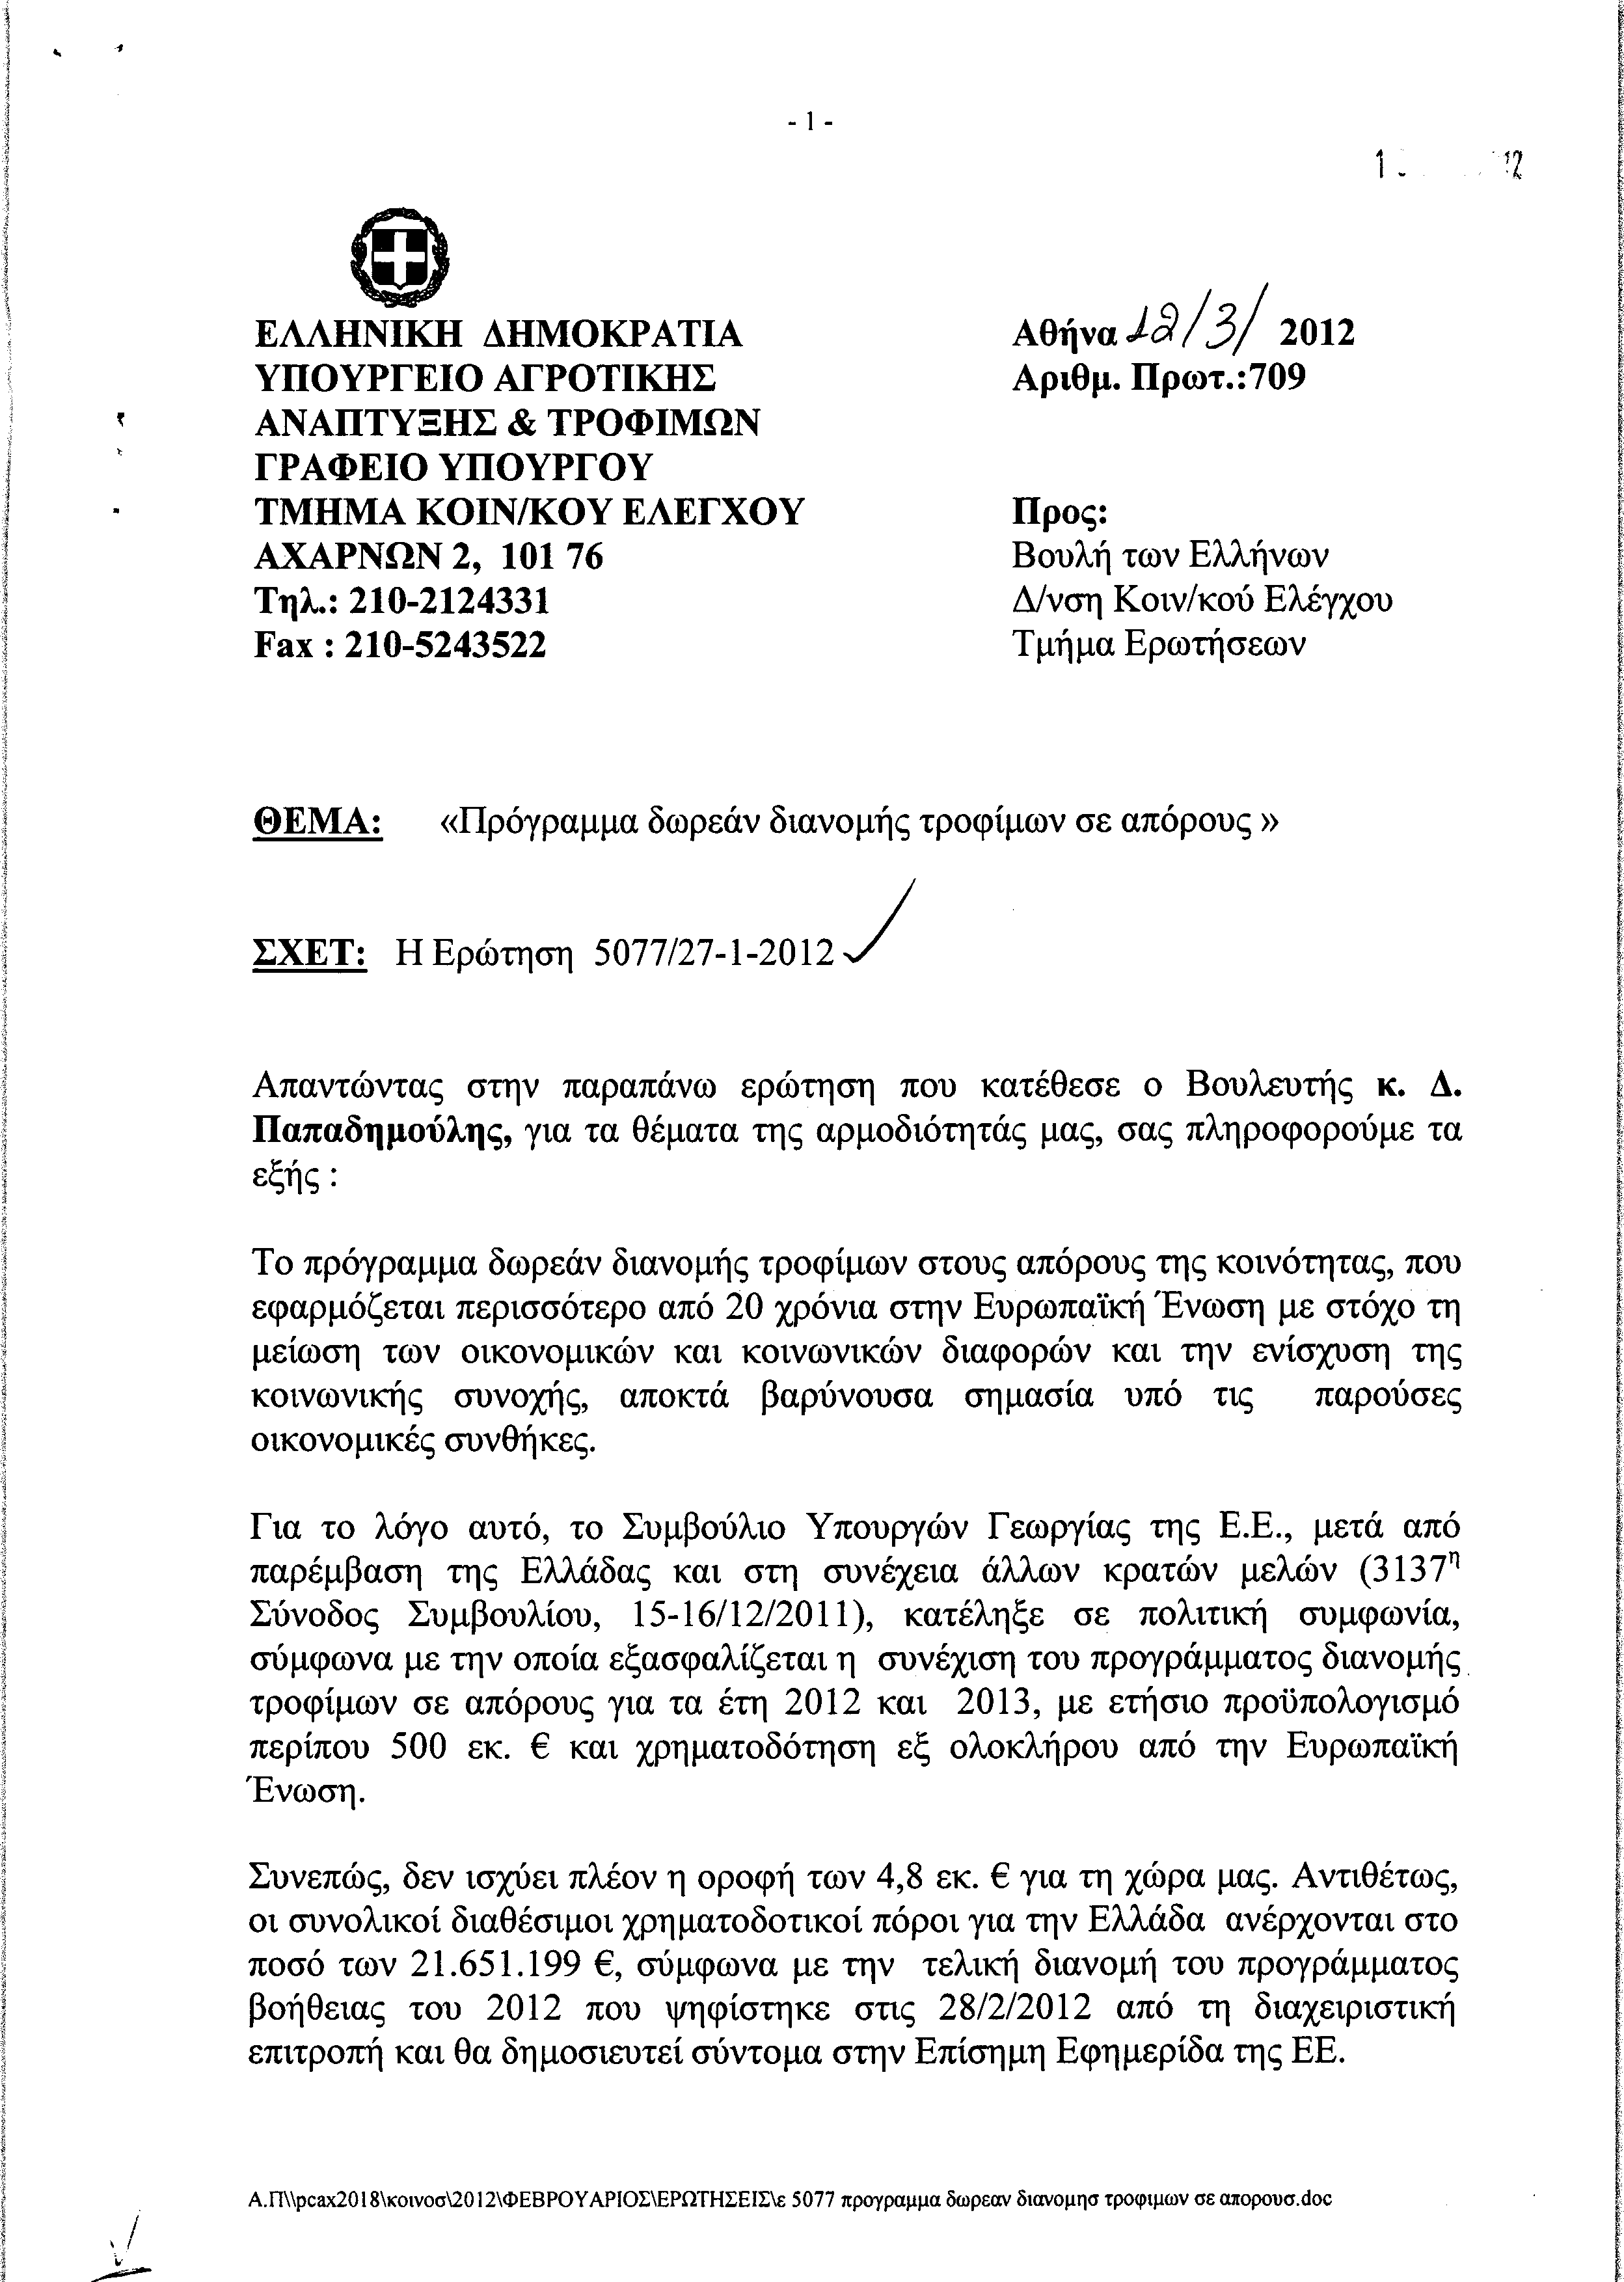 - 1 -
ΕΛΛΗΝΙΚΗ ΔΗΜΟΚΡΑΤΙΑ
ΥΠΟΥΡΓΕΙΟ ΑΓΡΟΤΙΚΗΣ
ΑΝΑΠΤΥΞΗΣ & ΤΡΟΦΙΜΩΝ
ΓΡΑΦΕΙΟ ΥΠΟΥΡΓΟΥ
ΤΜΗΜΑ ΚΟΙΝ/ΚΟΥ ΕΛΕΓΧΟΥ
ΑΧΑΡΝΩΝ 2, 101 76
Τηλ.: 210-2124331
Fax : 210-5243522
Αθήνα 12/3/ 2012
Αριθμ. Πρωτ.:709
Προς:
Βουλή των Ελλήνων
Δ/νση Κοιν/κού Ελέγχου
Τμήμα Ερωτήσεων
ΘΕΜΑ: «Πρόγραμμα δωρεάν διανομής τροφίμων σε απόρους »
ΣΧΕΤ: Η Ερώτηση 5077/27-1-2012
Απαντώντας στην παραπάνω ερώτηση που κατέθεσε ο Βουλευτής κ. Δ.
Παπαδημούλης, για τα θέματα της αρμοδιότητάς μας, σας πληροφορούμε τα
εξής :
Το πρόγραμμα δωρεάν διανομής τροφίμων στους απόρους της κοινότητας, που
εφαρμόζεται περισσότερο από 20 χρόνια στην Ευρωπαϊκή Ένωση με στόχο τη
μείωση των οικονομικών και κοινωνικών διαφορών και την ενίσχυση της
κοινωνικής συνοχής, αποκτά βαρύνουσα σημασία υπό τις παρούσες
οικονομικές συνθήκες.
Για το λόγο αυτό, το Συμβούλιο Υπουργών Γεωργίας της Ε.Ε., μετά από
παρέμβαση της Ελλάδας και στη συνέχεια άλλων κρατών μελών (3137η
Σύνοδος Συμβουλίου, 15-16/12/2011), κατέληξε σε πολιτική συμφωνία,
σύμφωνα με την οποία εξασφαλίζεται η συνέχιση του προγράμματος διανομής
τροφίμων σε απόρους για τα έτη 2012 και 2013, με ετήσιο προϋπολογισμό
περίπου 500 εκ. € και χρηματοδότηση εξ ολοκλήρου από την Ευρωπαϊκή
Ένωση.
Συνεπώς, δεν ισχύει πλέον η οροφή των 4,8 εκ. € για τη χώρα μας. Αντιθέτως,
οι συνολικοί διαθέσιμοι χρηματοδοτικοί πόροι για την Ελλάδα ανέρχονται στο
ποσό των 21.651.199 €, σύμφωνα με την τελική διανομή του προγράμματος
βοήθειας του 2012 που ψηφίστηκε στις 28/2/2012 από τη διαχειριστική
επιτροπή και θα δημοσιευτεί σύντομα στην Επίσημη Εφημερίδα της ΕΕ.
Α.Π\\pcax2018\κοινοσ\2012\ΦΕΒΡΟΥΑΡΙΟΣ\ΕΡΩΤΗΣΕΙΣ\ε 5077 προγραμμα δωρεαν διανομησ τροφιμων σε απορουσ.doc